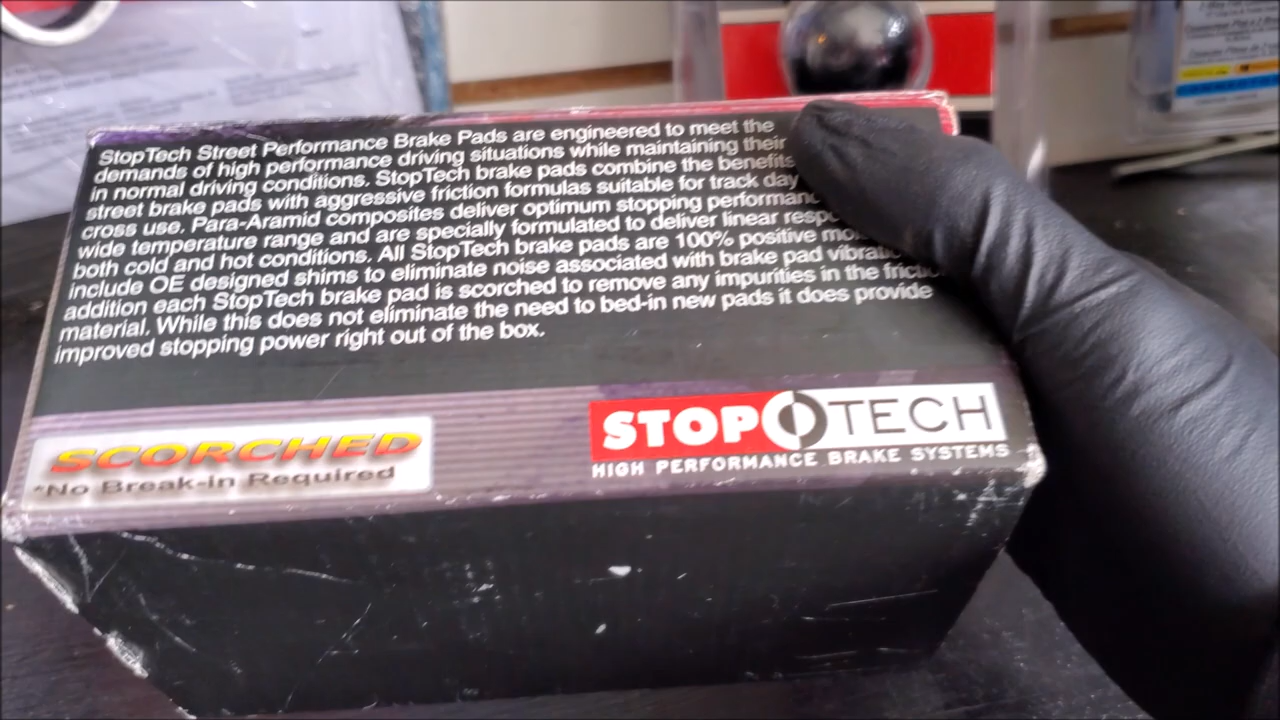 StopTech Street Performance Brake Pads are engineered to meet the
demands of high performance driving situations while maintaining their
in normal driving conditions. StopTech brake pads combine the benefits
street brake pads with aggressive friction formulas suitable for track day
cross use. Para-Aramid composites deliver optimum stopping performanc
wide temperature range and are specially formulated to deliver linear respo
both cold and hot conditions. All StopTech brake pads are 100% positive mo
include OE designed shims to eliminate noise associated with brake pad vibratio
addition each StopTech brake pad is scorched to remove any impurities in the frictio
material. While this does not eliminate the need to bed-in new pads it does provide
improved stopping power right out of the box.
SCORCHED
*No Break-in Required
STOPTECH
HIGH PERFORMANCE BRAKE SYSTEMS